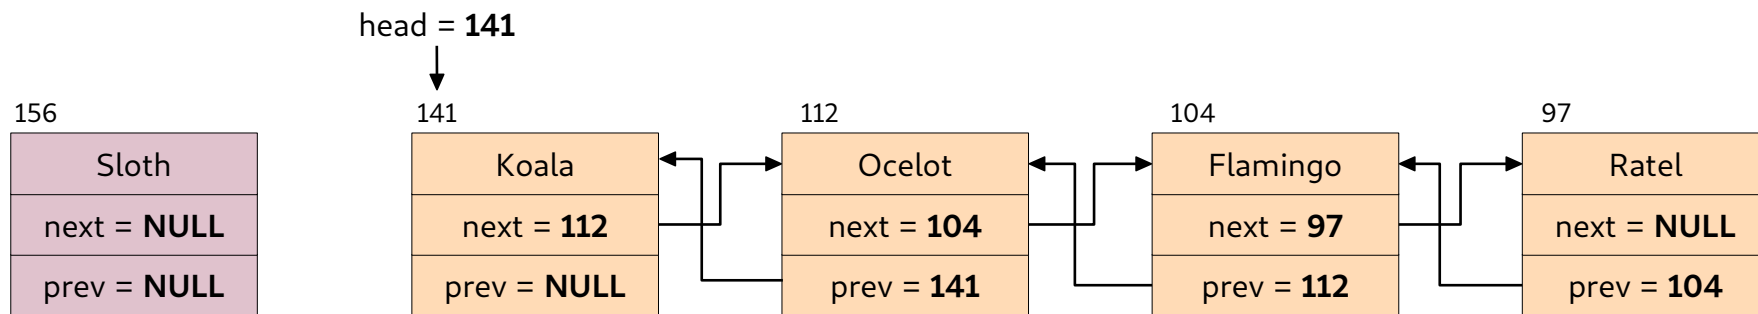 head = 141
156
141
112
104
97
Sloth
Koala
Ocelot
Flamingo
Ratel
next = NULL
next = 112
next = 104
next = 97
next = NULL
prev = NULL
prev = NULL
prev = 141
prev = 112
prev = 104